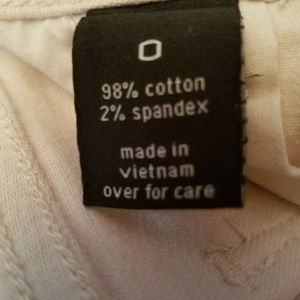 0
98% cotton
2% spandex
made in
vietnam
over for care